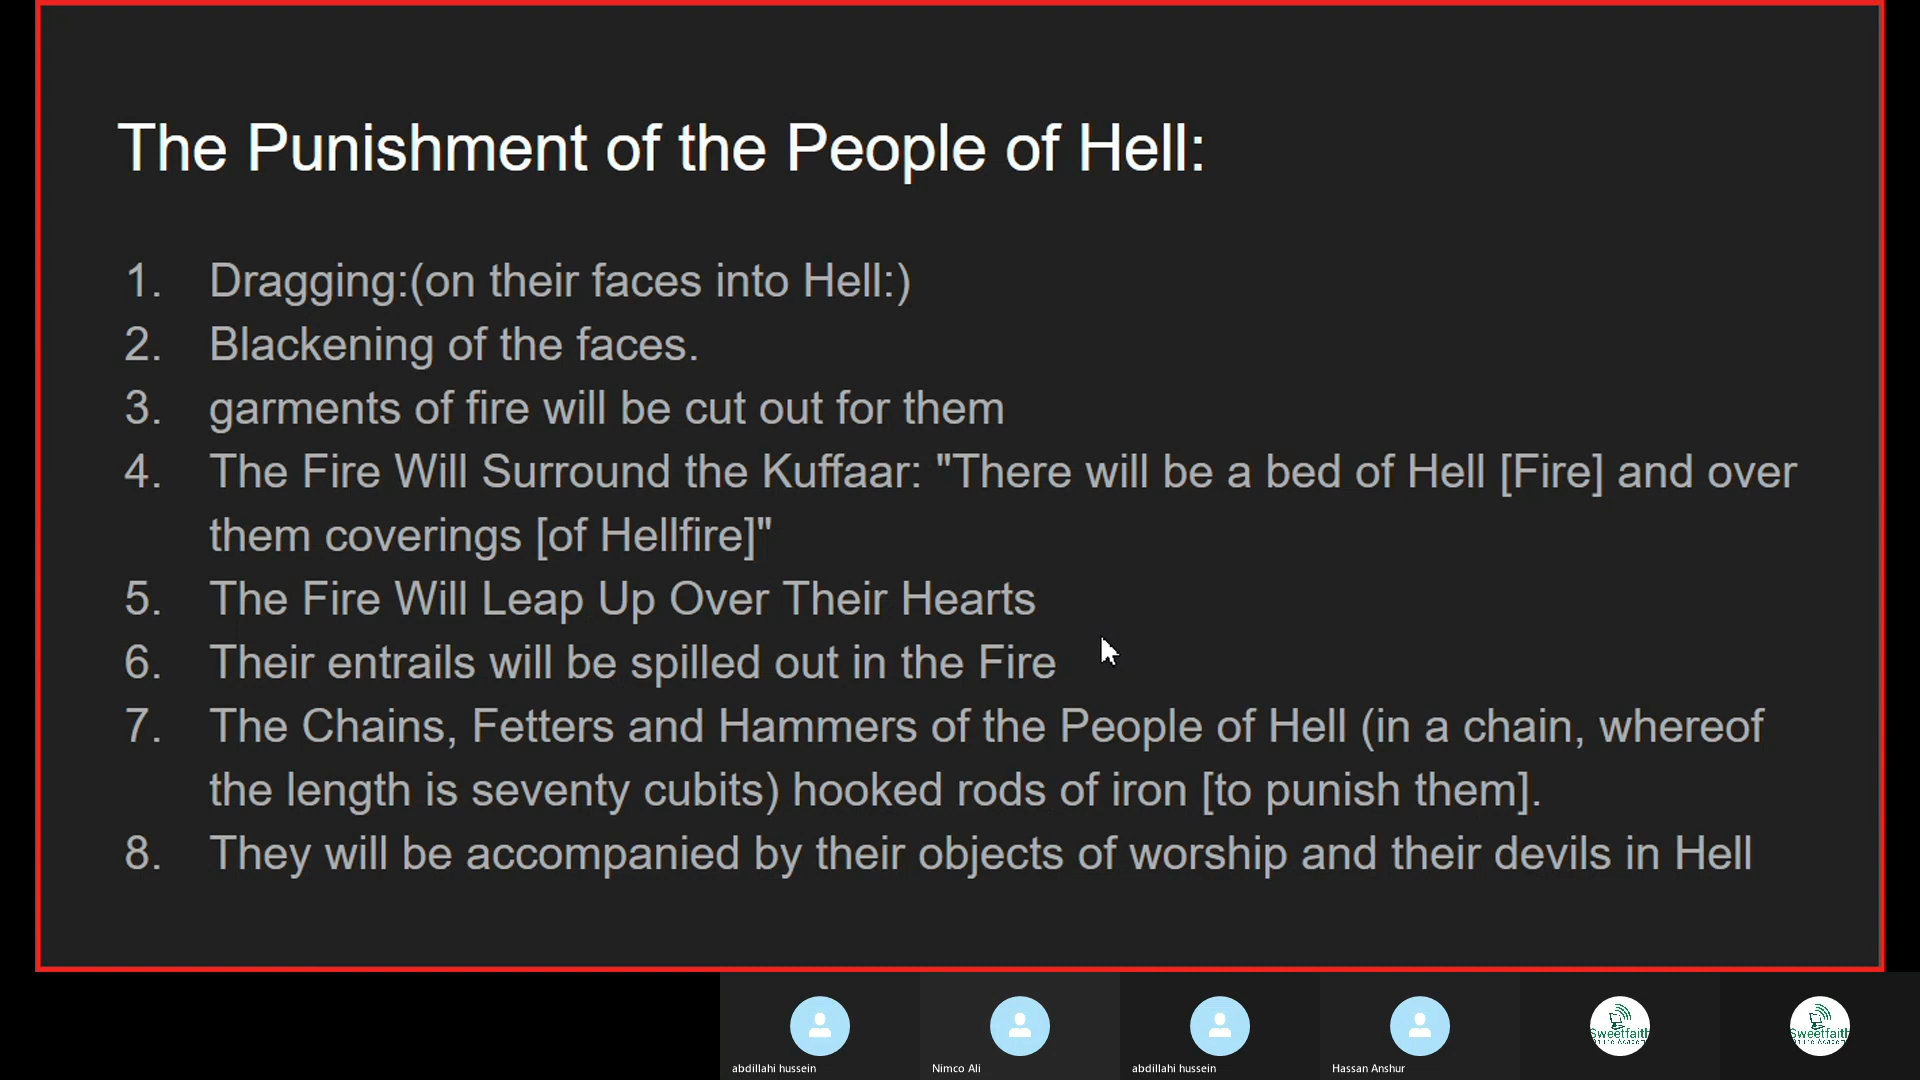 The Punishment of the People of Hell:
1. Dragging:(on their faces into Hell:)
2. Blackening of the faces.
3. garments of fire will be cut out for them
4. The Fire Will Surround the Kuffaar: "There will be a bed of Hell [Fire] and over
them coverings [of Hellfire]"
5. The Fire Will Leap Up Over Their Hearts
6. Their entrails will be spilled out in the Fire
7. The Chains, Fetters and Hammers of the People of Hell (in a chain, whereof
the length is seventy cubits) hooked rods of iron [to punish them].
8. They will be accompanied by their objects of worship and their devils in Hell
Sweetfaith
Sweetfaith
abdillahi hussein
Nimco Ali
abdillahi hussein
Hassan Anshur